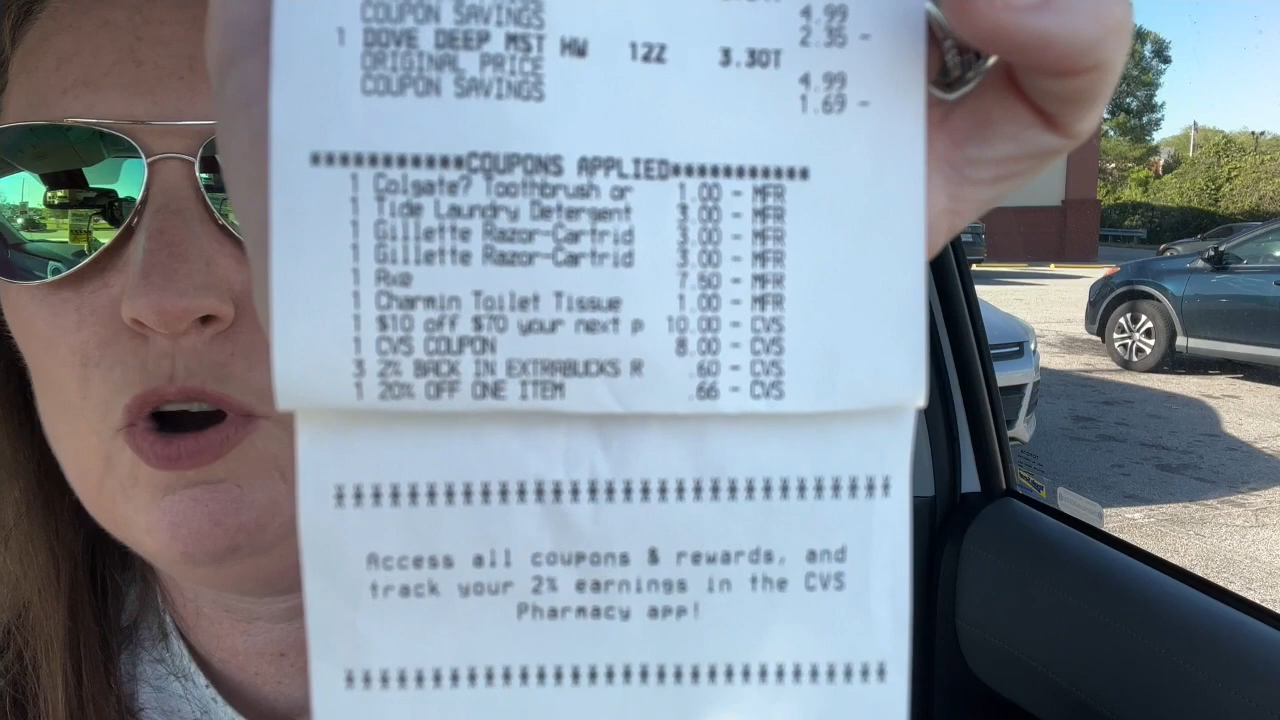 COUPON SAVINGS 4.99
1 DOVE DEEP MST HW 12Z 3.30T 2.35 -
ORIGINAL PRICE 4.99
COUPON SAVINGS 1.69 -
***********COUPONS APPLIED***********
1 Colgate? Toothbrush or 1.00 - MFR
1 Tide Laundry Detergent 3.00 - MFR
1 Gillette Razor-Cartrid 3.00 - MFR
1 Gillette Razor-Cartrid 3.00 - MFR
1 Axe 7.50 - MFR
1 Charmin Toilet Tissue 1.00 - MFR
1 $10 off $70 your next p 10.00 - CVS
1 CVS COUPON 8.00 - CVS
3 2% BACK IN EXTRABUCKS R .60 - CVS
1 20% OFF ONE ITEM .66 - CVS
************************************
Access all coupons & rewards, and
track your 2% earnings in the CVS
Pharmacy app!
************************************